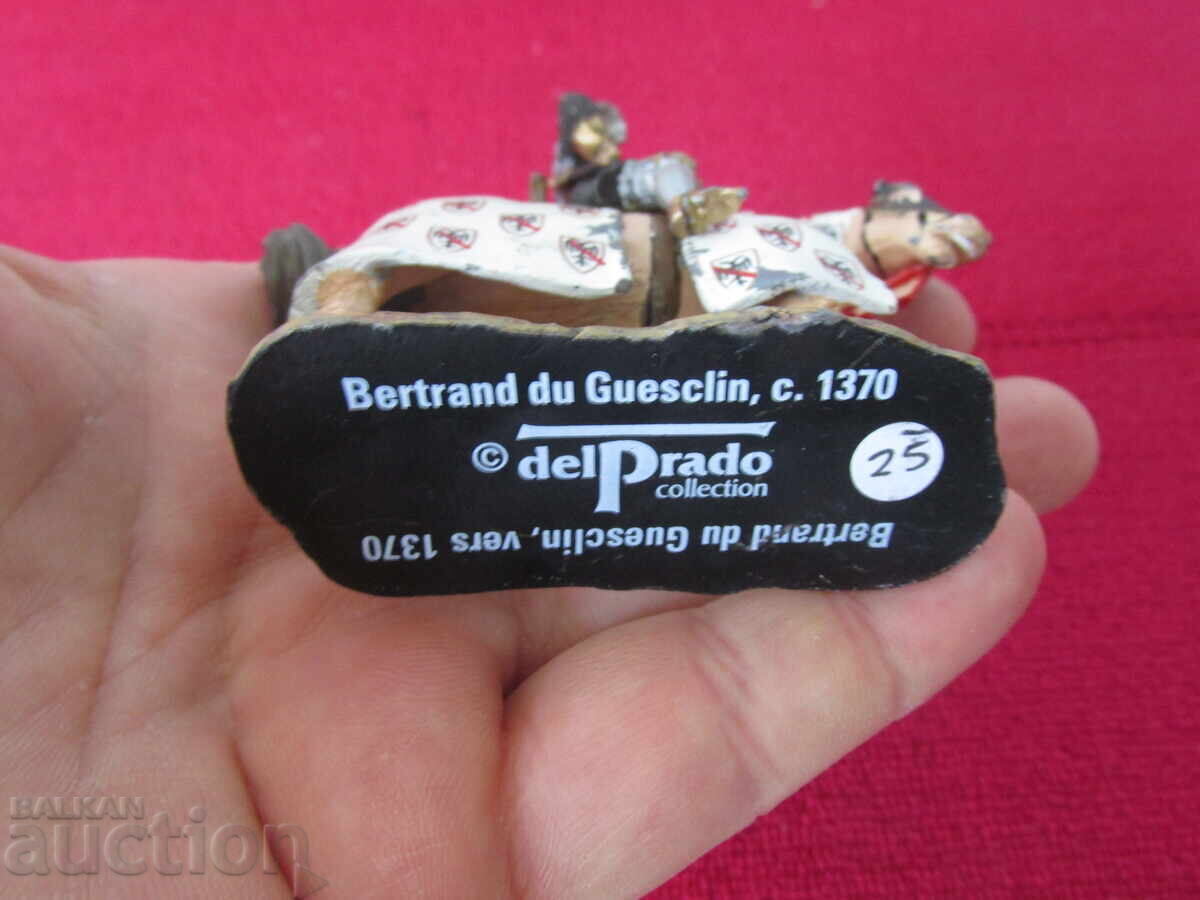 Bertrand du Guesclin, c. 1370
© delPrado
collection
25
Bertrand du Guesclin, vers 1370
BALKAN
auction